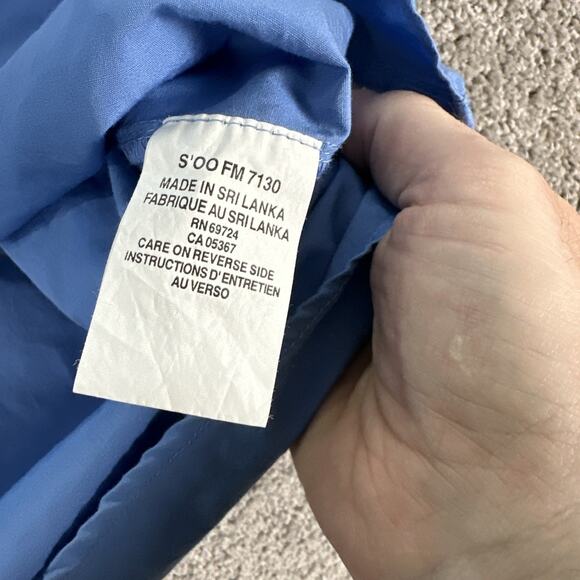 S'OO FM 7130
MADE IN SRI LANKA
FABRIQUE AU SRI LANKA
RN 69724
CA 05367
CARE ON REVERSE SIDE
INSTRUCTIONS D'ENTRETIEN
AU VERSO